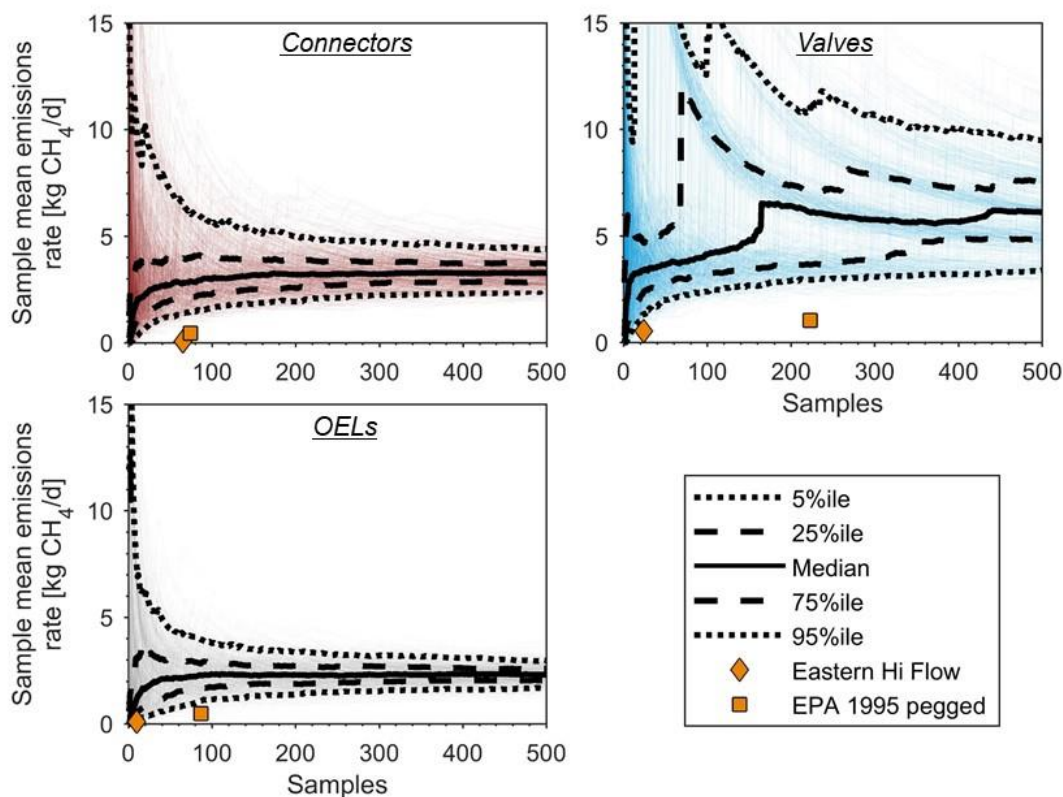 Connectors
15
10
5
0
Sample mean emissions
rate [kg CH4/d]
0 100 200 300 400 500
Valves
15
10
5
0
0 100 200 300 400 500
Samples
OELs
15
10
5
0
Sample mean emissions
rate [kg CH4/d]
0 100 200 300 400 500
Samples
5%ile
25%ile
Median
75%ile
95%ile
Eastern Hi Flow
EPA 1995 pegged